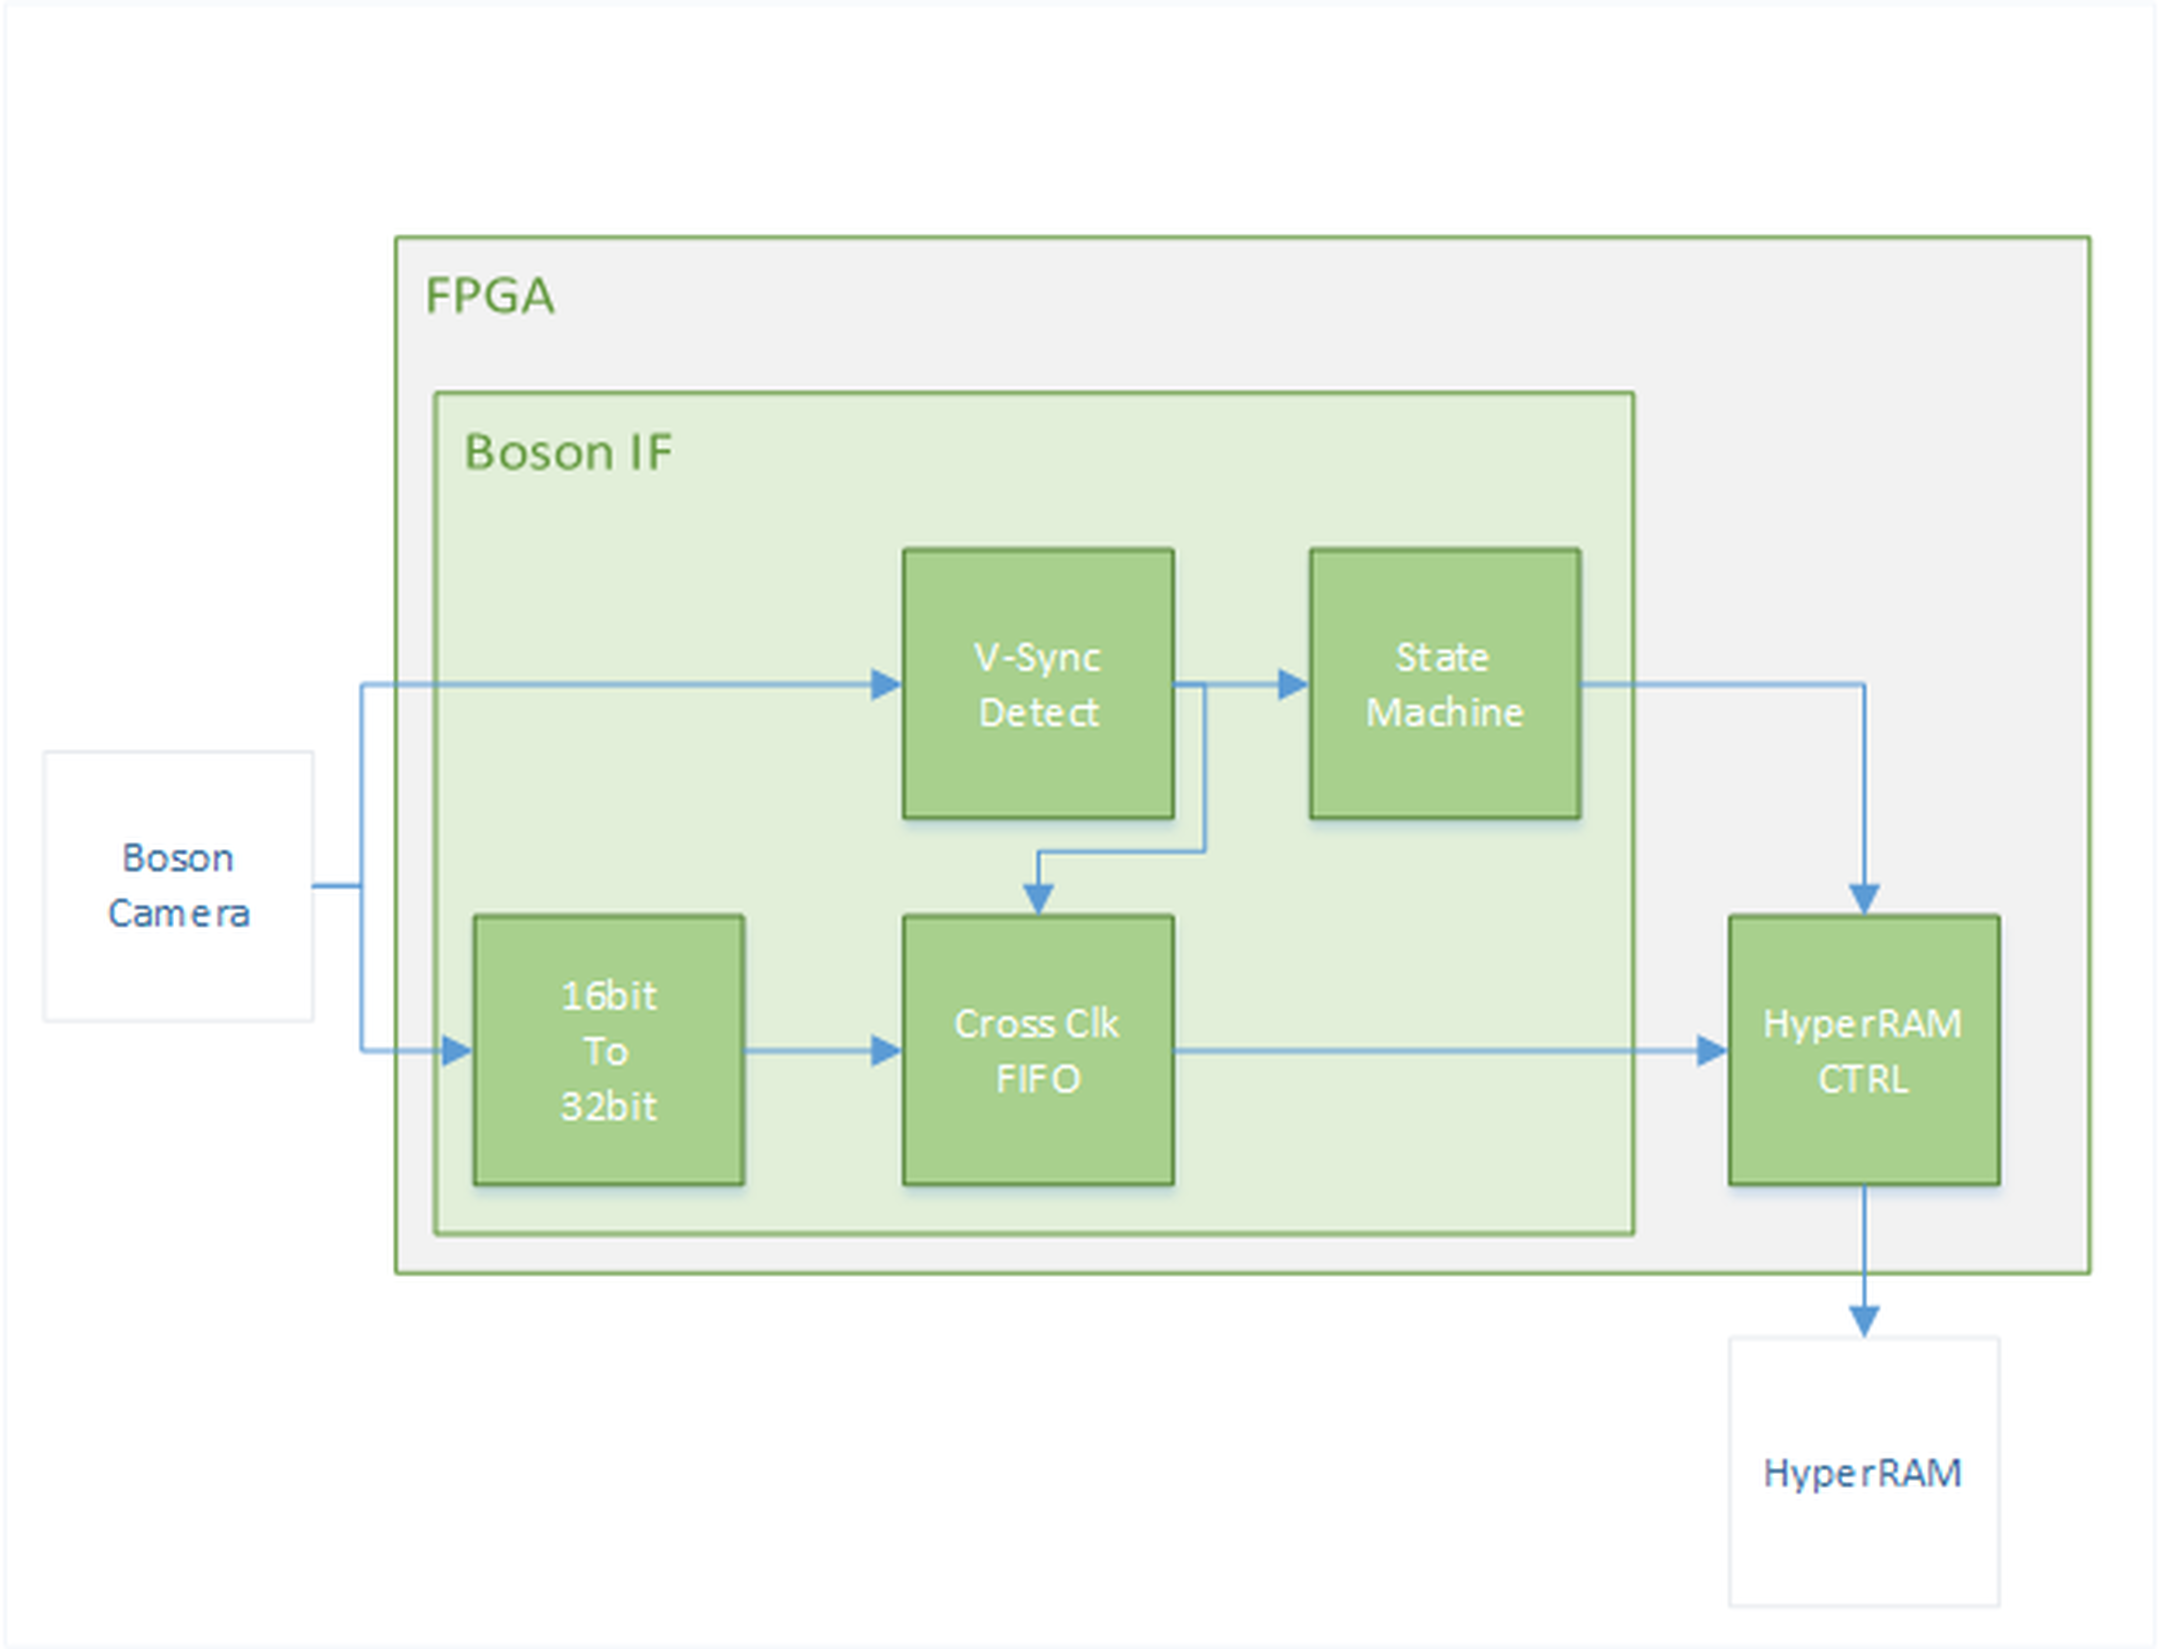 FPGA
Boson IF
V-Sync
Detect
State
Machine
Boson
Camera
16bit
To
32bit
Cross Clk
FIFO
HyperRAM
CTRL
HyperRAM